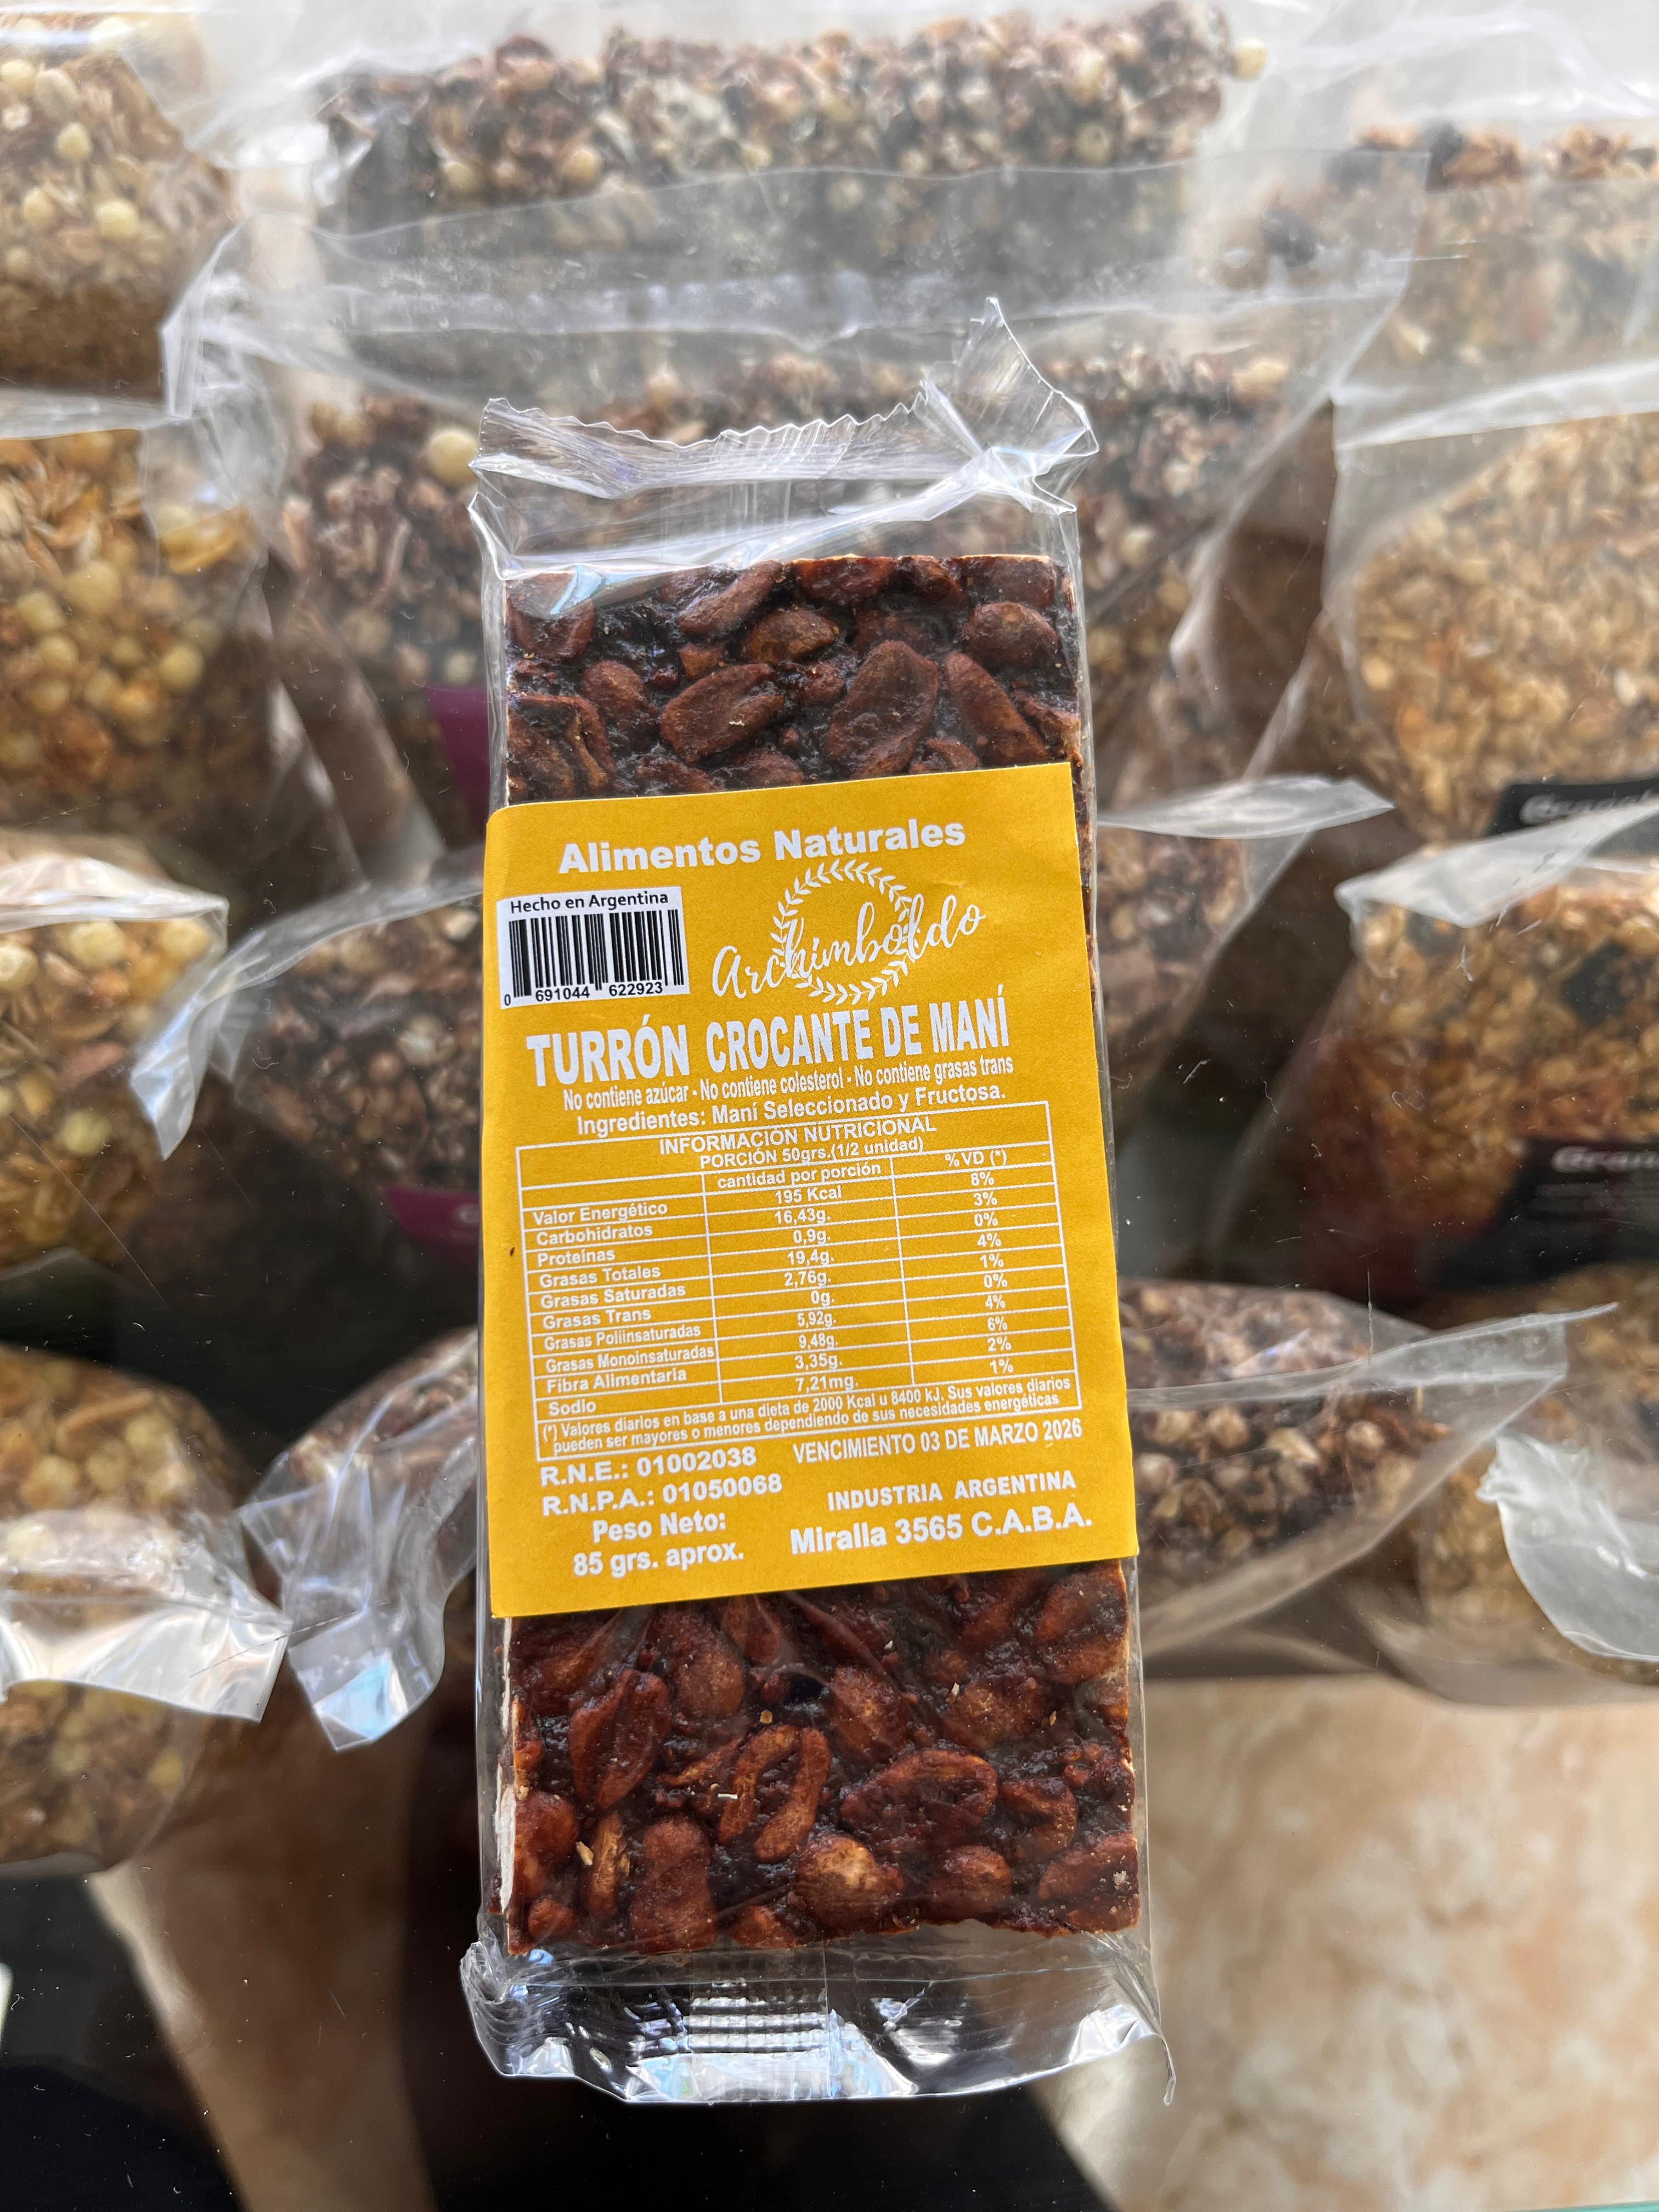 Alimentos Naturales
Hecho en Argentina
0 691044 622923
Archimboldo
TURRÓN CROCANTE DE MANÍ
No contiene azúcar - No contiene colesterol - No contiene grasas trans
Ingredientes: Maní Seleccionado y Fructosa.
INFORMACIÓN NUTRICIONAL
PORCIÓN 50grs.(1/2 unidad)
cantidad por porción %VD (*)
Valor Energético 195 Kcal 8%
Carbohidratos 16,43g. 3%
Proteínas 0,9g. 0%
Grasas Totales 19,4g. 4%
Grasas Saturadas 2,76g. 1%
Grasas Trans 0g. 0%
Grasas Poliinsaturadas 5,92g. 4%
Grasas Monoinsaturadas 9,48g. 6%
Fibra Alimentaria 3,35g. 2%
Sodio 7,21mg. 1%
(*) Valores diarios en base a una dieta de 2000 Kcal u 8400 kJ. Sus valores diarios
pueden ser mayores o menores dependiendo de sus necesidades energéticas
R.N.E.: 01002038
VENCIMIENTO 03 DE MARZO 2026
R.N.P.A.: 01050068
INDUSTRIA ARGENTINA
Peso Neto:
85 grs. aprox.
Miralla 3565 C.A.B.A.